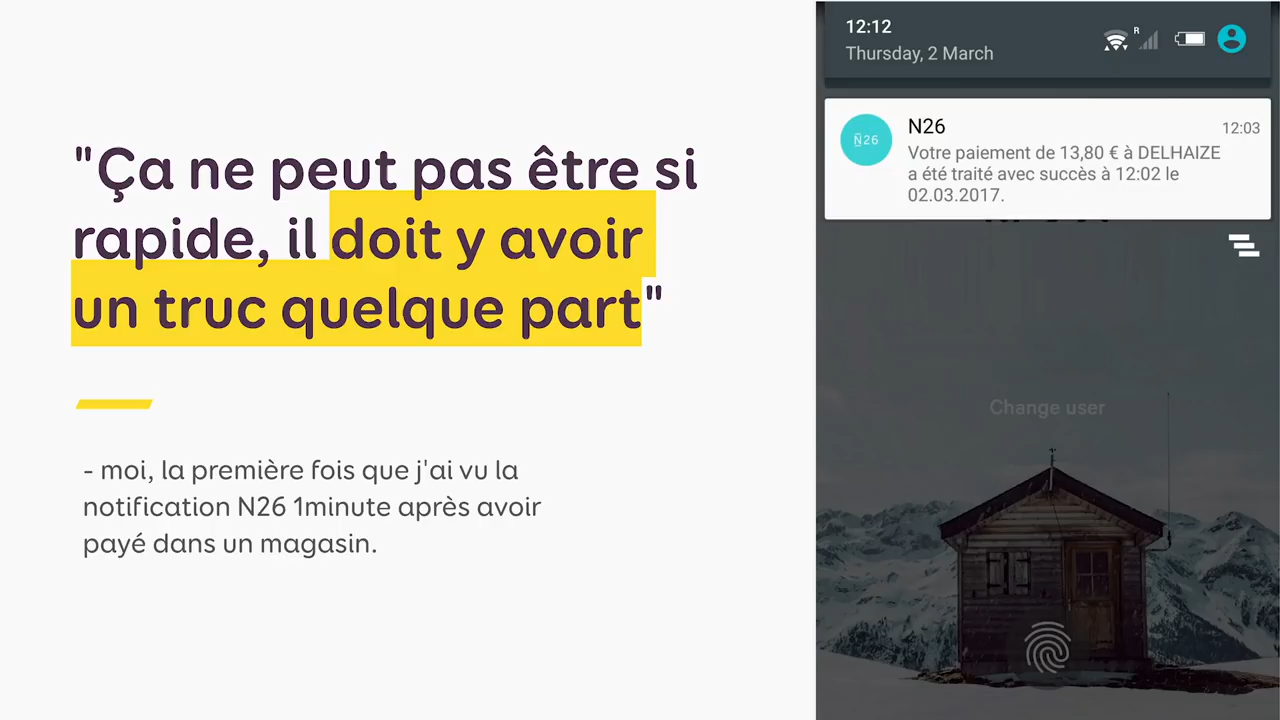 "Ça ne peut pas être si
rapide, il doit y avoir
un truc quelque part"
- moi, la première fois que j'ai vu la
notification N26 1minute après avoir
payé dans un magasin.
12:12
Thursday, 2 March
R
N26
N26
12:03
Votre paiement de 13,80 € à DELHAIZE
a été traité avec succès à 12:02 le
02.03.2017.
Change user